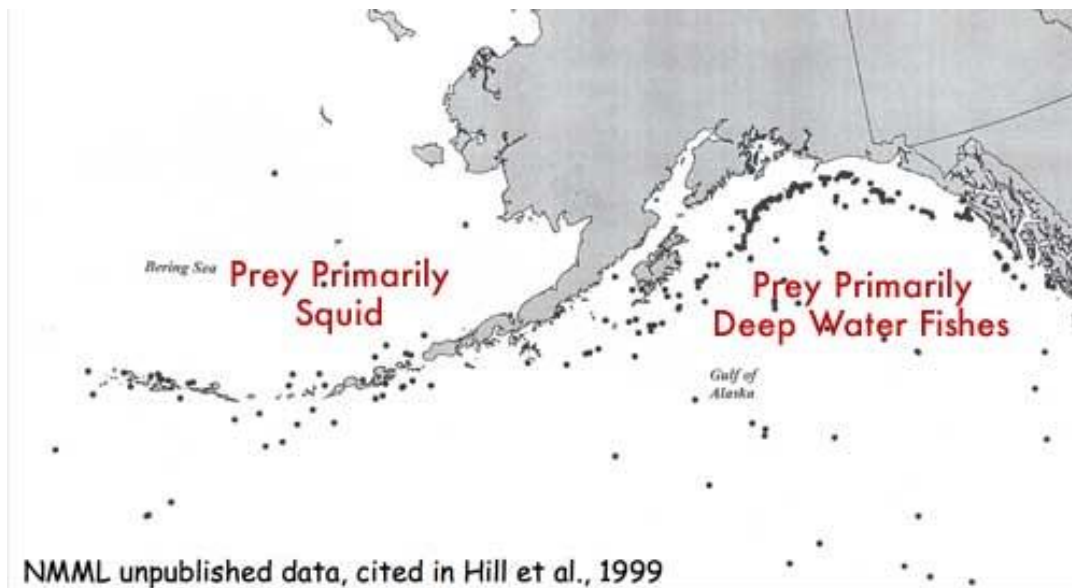 Bering Sea
Prey Primarily
Squid
Prey Primarily
Deep Water Fishes
Gulf of
Alaska
NMML unpublished data, cited in Hill et al., 1999